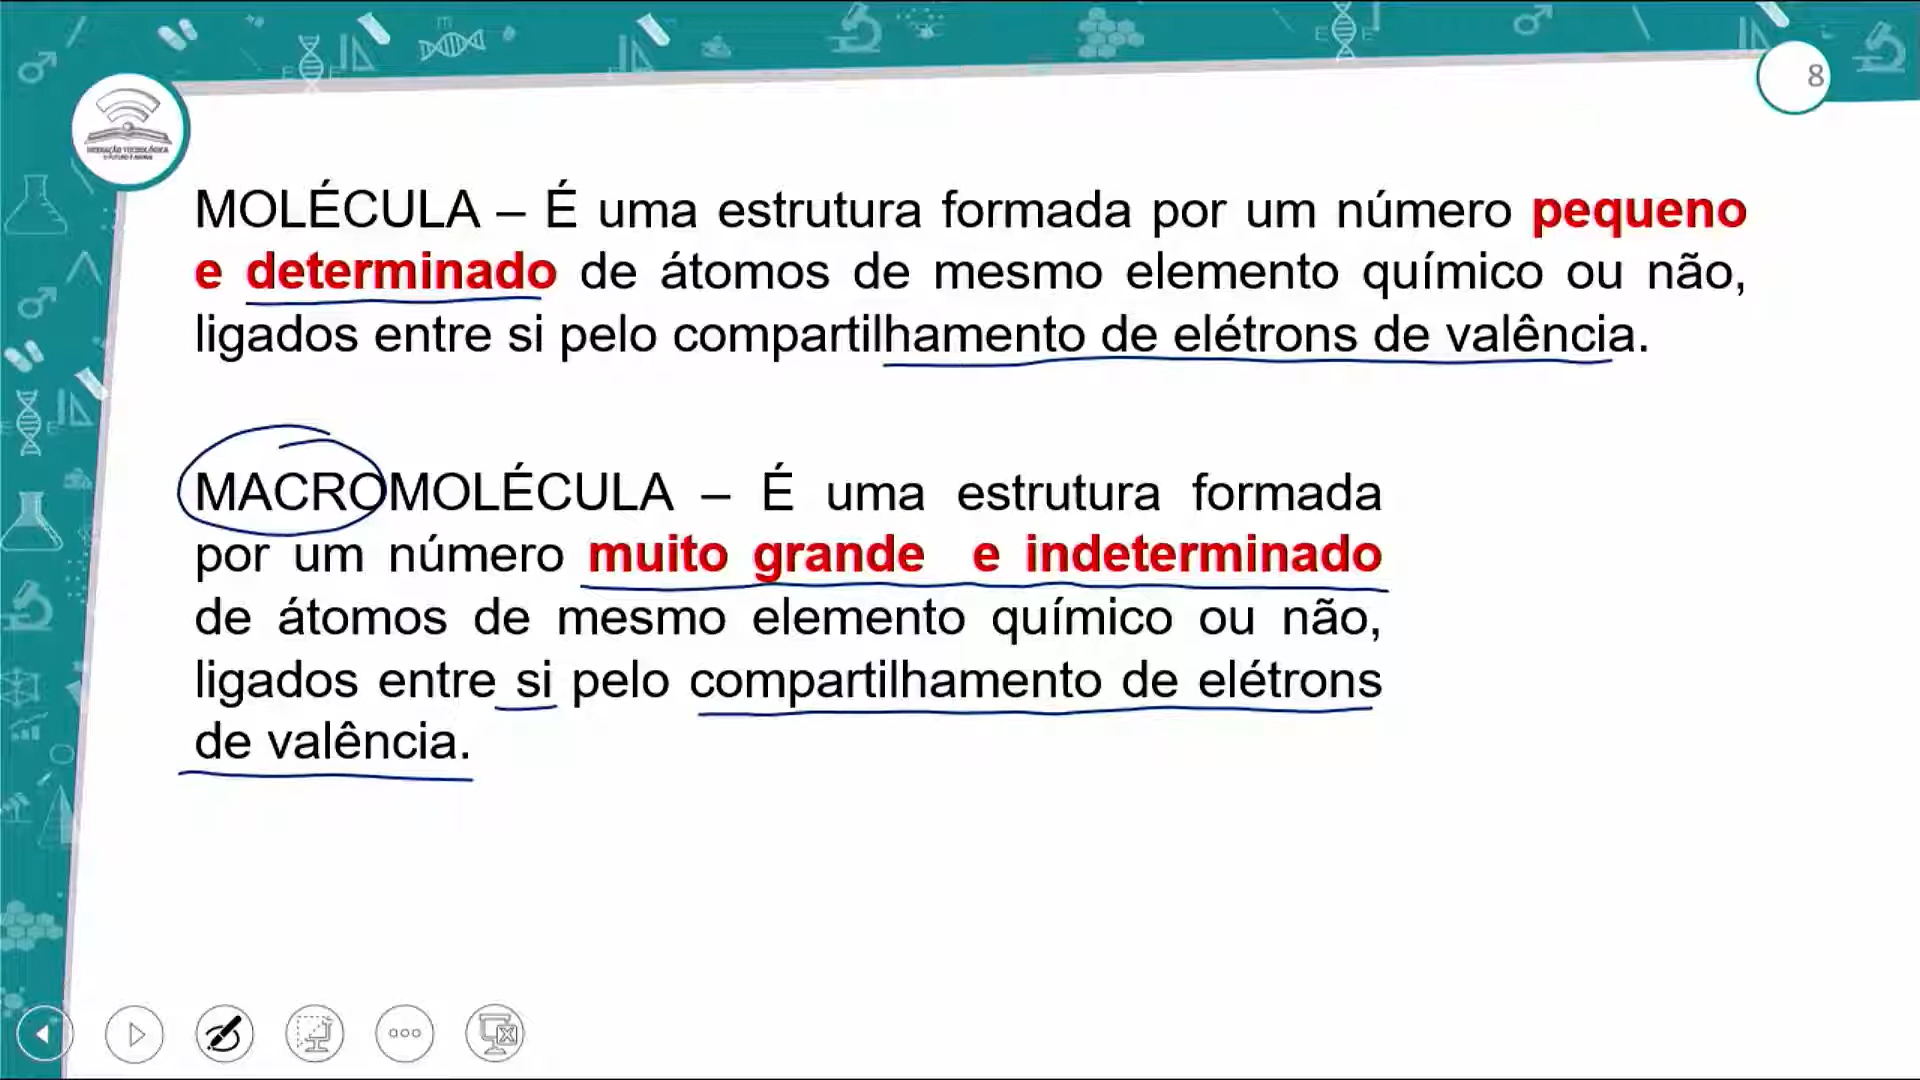 8
MEDIAÇÃO TECNOLÓGICA
MOLÉCULA – É uma estrutura formada por um número pequeno
e determinado de átomos de mesmo elemento químico ou não,
ligados entre si pelo compartilhamento de elétrons de valência.
MACROMOLÉCULA – É uma estrutura formada
por um número muito grande e indeterminado
de átomos de mesmo elemento químico ou não,
ligados entre si pelo compartilhamento de elétrons
de valência.